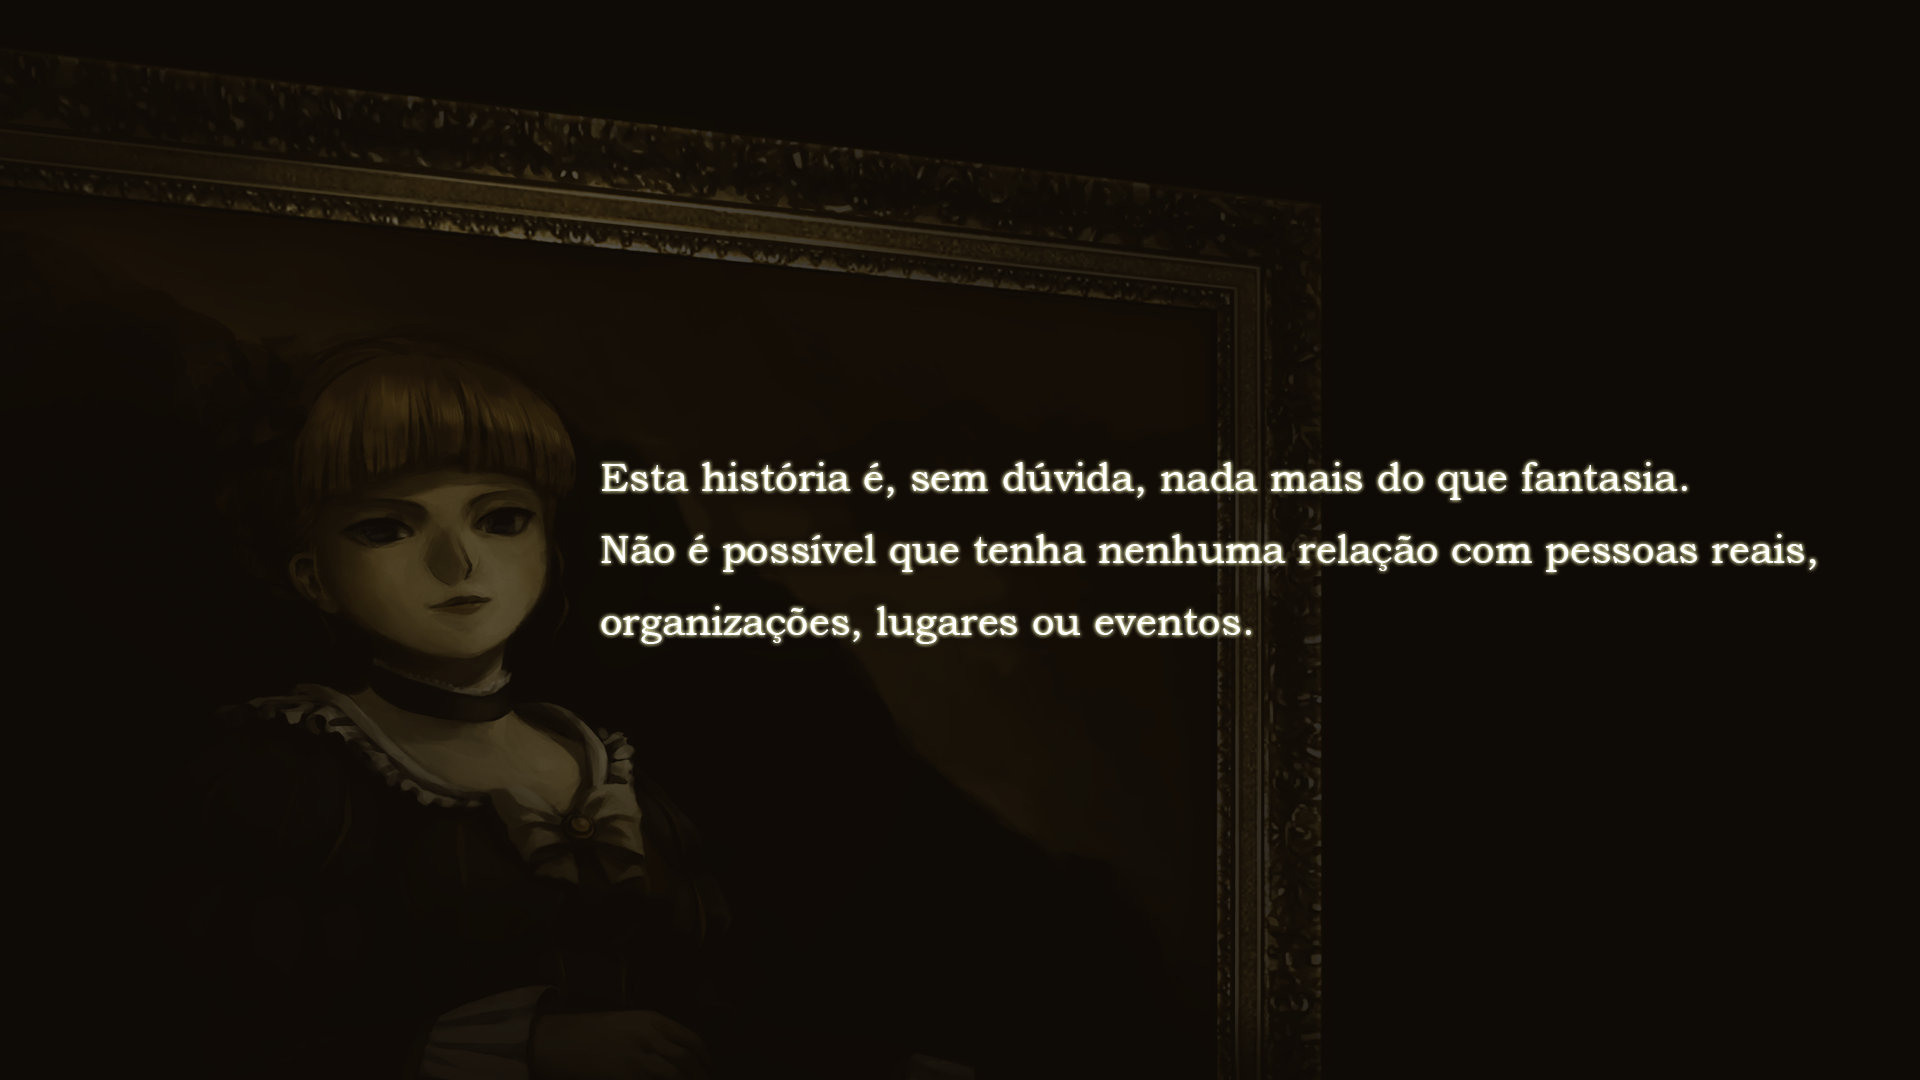 Esta história é, sem dúvida, nada mais do que fantasia.
Não é possível que tenha nenhuma relação com pessoas reais,
organizações, lugares ou eventos.